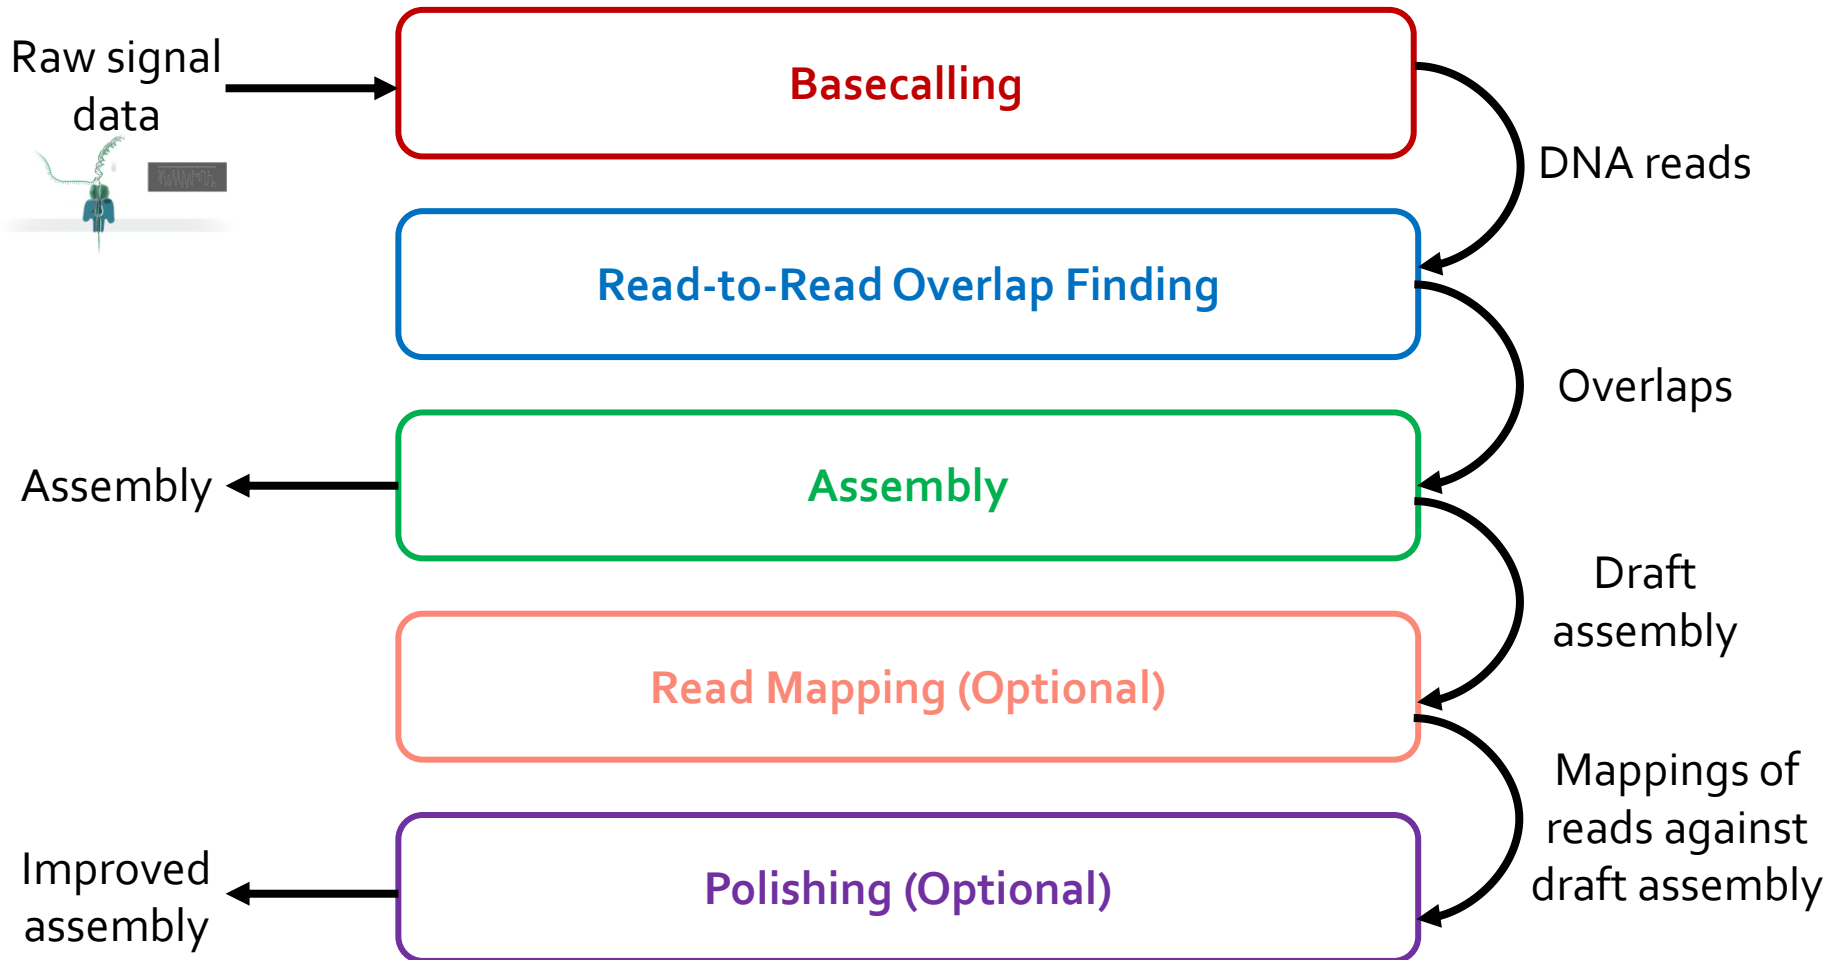 Raw signal
data
Basecalling
DNA reads
Read-to-Read Overlap Finding
Overlaps
Assembly
Assembly
Draft
assembly
Read Mapping (Optional)
Mappings of
reads against
draft assembly
Improved
assembly
Polishing (Optional)